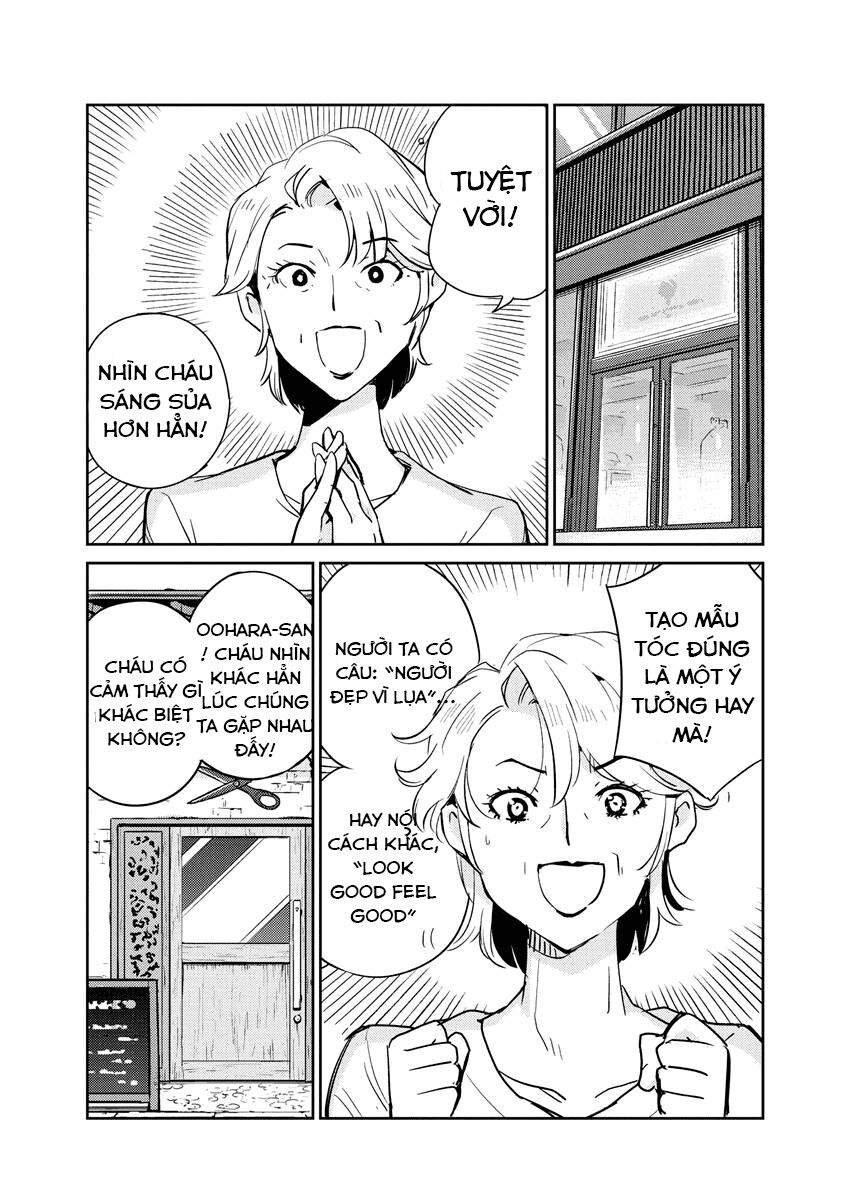 TUYỆT
VỜI!
NHÌN CHÁU
SÁNG SỦA
HƠN HẲN!
TẠO MẪU
TÓC ĐÚNG
LÀ MỘT Ý
TƯỞNG HAY
MÀ!
NGƯỜI TA CÓ
CÂU: “NGƯỜI
ĐẸP VÌ LỤA”...
HAY NÓI
CÁCH KHÁC,
“LOOK
GOOD FEEL
GOOD”
OOHARA-SAN
! CHÁU NHÌN
KHÁC HẲN
LÚC CHÚNG
TA GẶP NHAU
ĐẤY!
CHÁU CÓ
CẢM THẤY GÌ
KHÁC BIỆT
KHÔNG?